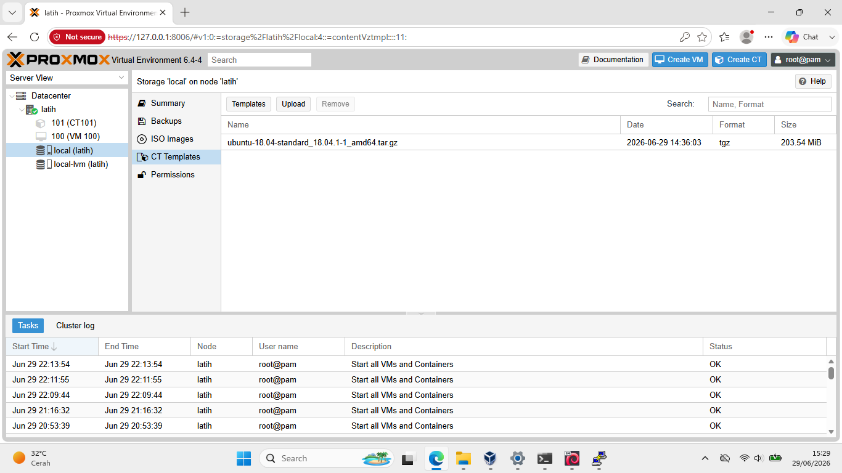 latih - Proxmox Virtual Environme
Not secure https://127.0.0.1:8006/#v1:0:=storage%2Flatih%2Flocal:4::=contentVztmpl:::11:
Chat
PROXMOX Virtual Environment 6.4-4 Search Documentation Create VM Create CT root@pam
Server View
Storage 'local' on node 'latih' Help
Datacenter
latih
101 (CT101)
100 (VM 100)
local (latih)
local-lvm (latih)
Summary
Backups
ISO Images
CT Templates
Permissions
Templates Upload Remove Search: Name, Format
Name Date Format Size
ubuntu-18.04-standard_18.04.1-1_amd64.tar.gz 2026-06-29 14:36:03 tgz 203.54 MiB
Tasks Cluster log
Start Time End Time Node User name Description Status
Jun 29 22:13:54 Jun 29 22:13:54 latih root@pam Start all VMs and Containers OK
Jun 29 22:11:55 Jun 29 22:11:55 latih root@pam Start all VMs and Containers OK
Jun 29 22:09:44 Jun 29 22:09:44 latih root@pam Start all VMs and Containers OK
Jun 29 21:16:32 Jun 29 21:16:32 latih root@pam Start all VMs and Containers OK
Jun 29 20:53:39 Jun 29 20:53:39 latih root@pam Start all VMs and Containers OK
32°C
Cerah
Search
15:29
29/06/2026